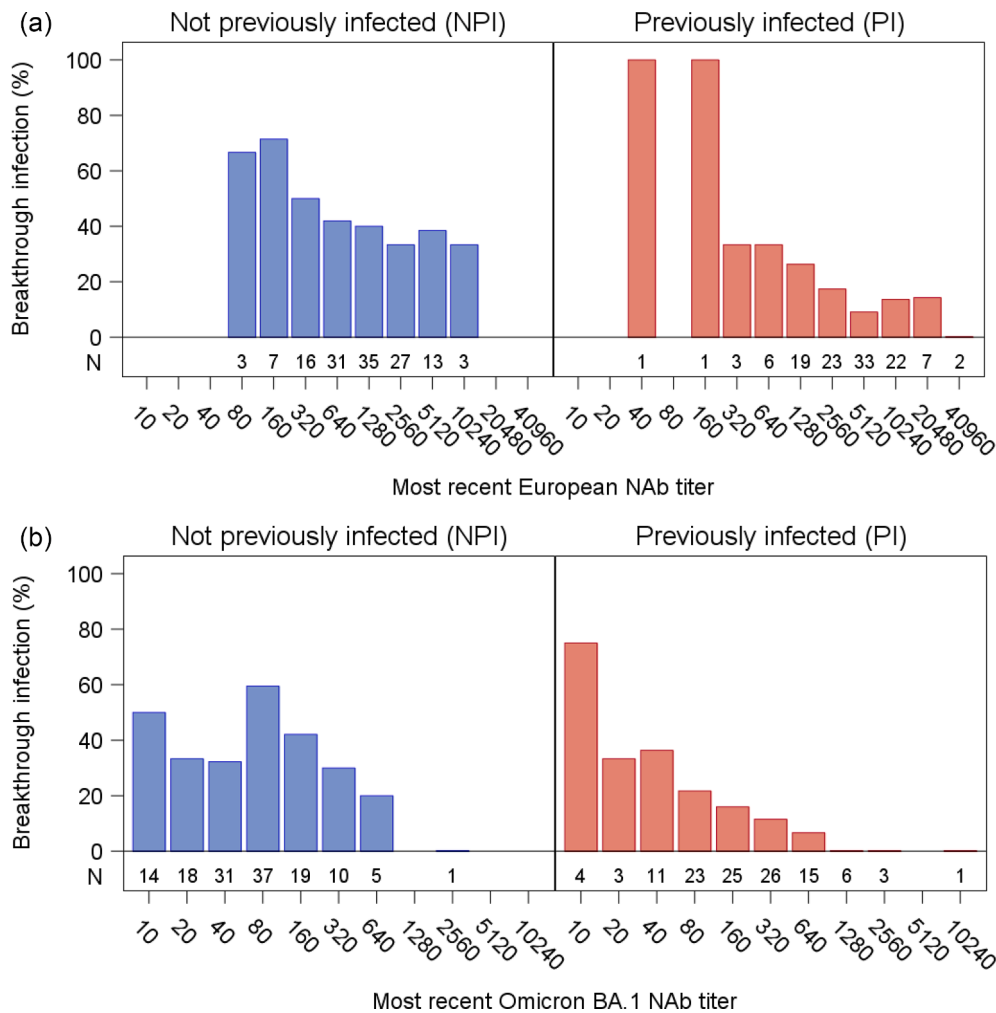 (a)
Not previously infected (NPI) Previously infected (PI)
Breakthrough infection (%)
100
80
60
40
20
0
N 3 7 16 31 35 27 13 3 1 1 3 6 19 23 33 22 7 2
10 20 40 80 160 320 640 1280 2560 5120 10240 20480 40960 10 20 40 80 160 320 640 1280 2560 5120 10240 20480 40960
Most recent European NAb titer
(b)
Not previously infected (NPI) Previously infected (PI)
Breakthrough infection (%)
100
80
60
40
20
0
N 14 18 31 37 19 10 5 1 4 3 11 23 25 26 15 6 3 1
10 20 40 80 160 320 640 1280 2560 5120 10240 10 20 40 80 160 320 640 1280 2560 5120 10240
Most recent Omicron BA.1 NAb titer